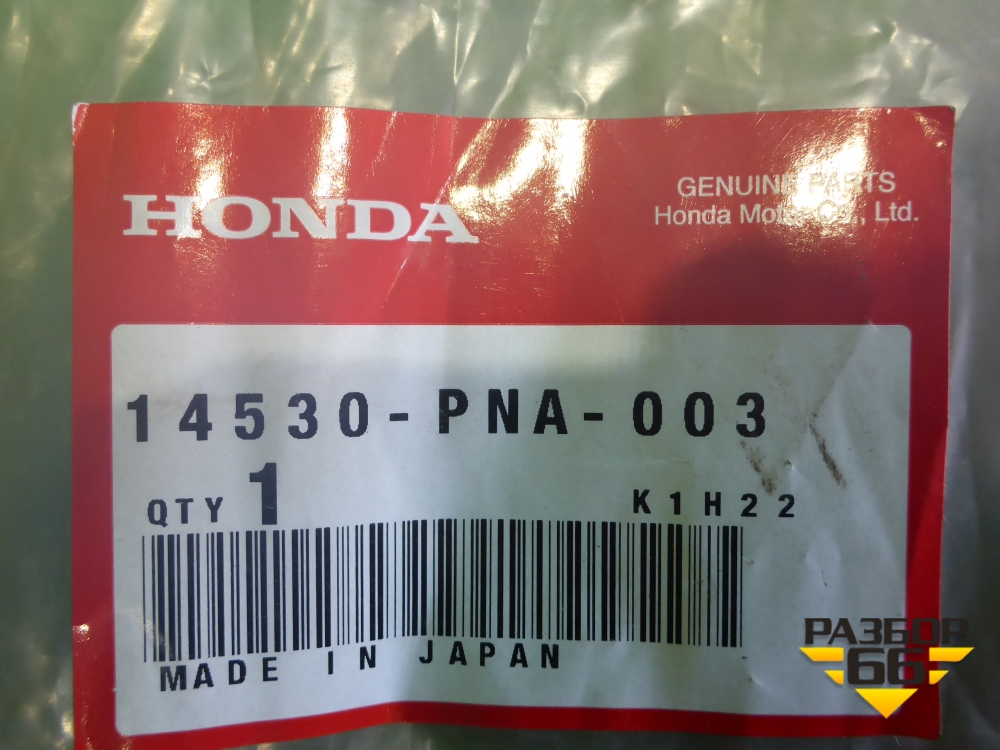 HONDA
GENUINE PARTS
Honda Motor Co., Ltd.
14530-PNA-003
QTY 1 K1H22
MADE IN JAPAN
РАЗБОР
66